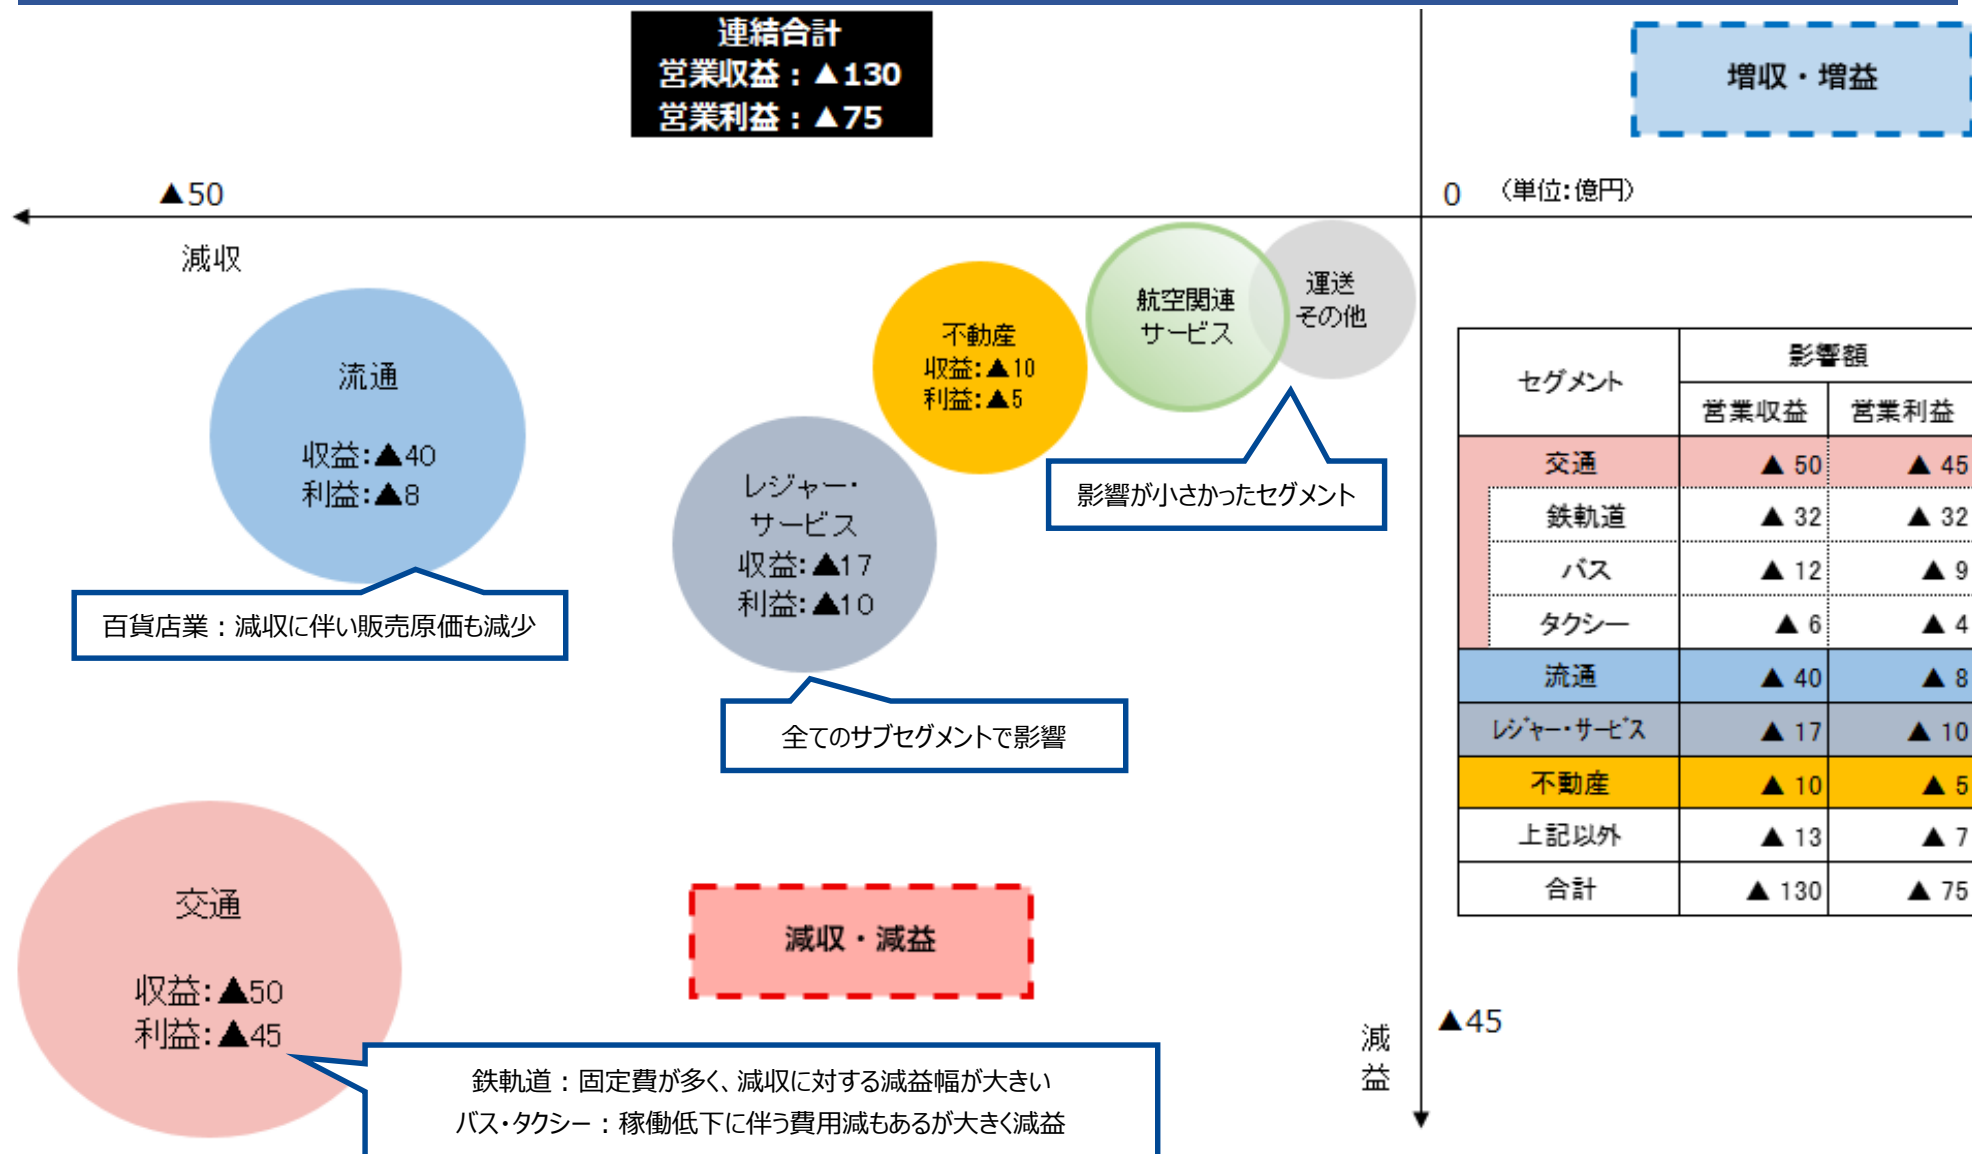 連結合計
営業収益：▲130
営業利益：▲75
増収・増益
▲50
0
（単位：億円）
減収
流通
収益：▲40
利益：▲8
百貨店業：減収に伴い販売原価も減少
レジャー・
サービス
収益：▲17
利益：▲10
全てのサブセグメントで影響
不動産
収益：▲10
利益：▲5
航空関連
サービス
運送
その他
影響が小さかったセグメント
交通
収益：▲50
利益：▲45
鉄軌道：固定費が多く、減収に対する減益幅が大きい
バス・タクシー：稼働低下に伴う費用減もあるが大きく減益
減収・減益
減益
▲45
セグメント 影響額
営業収益 営業利益
交通 ▲ 50 ▲ 45
鉄軌道 ▲ 32 ▲ 32
バス ▲ 12 ▲ 9
タクシー ▲ 6 ▲ 4
流通 ▲ 40 ▲ 8
レジャー・サービス ▲ 17 ▲ 10
不動産 ▲ 10 ▲ 5
上記以外 ▲ 13 ▲ 7
合計 ▲ 130 ▲ 75